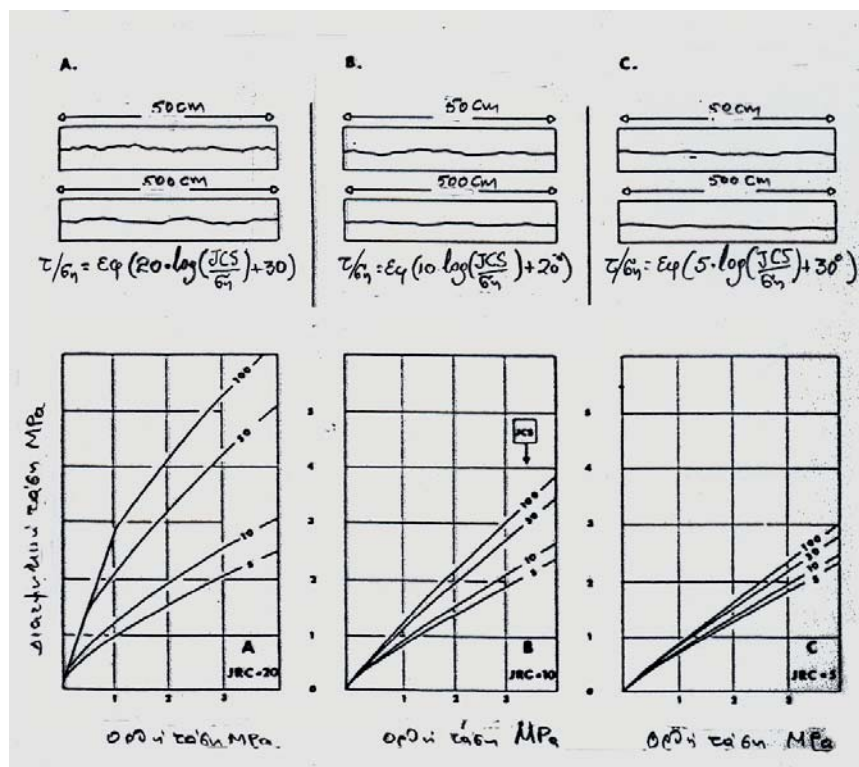 A.
50cm
500cm
τ/σn = εφ (20·log(JCS/σn)+30)
B.
50cm
500cm
τ/σn = εφ (10·log(JCS/σn)+20°)
C.
50cm
500cm
τ/σn = εφ (5·log(JCS/σn)+30°)
Διατμητική τάση MPa
100
50
10
5
A
JRC=20
1 2 3
Ορθή τάση MPa
5
4
3
2
1
0
JCS
100
50
10
5
B
JRC=10
1 2 3
Ορθή τάση MPa
5
4
3
2
1
0
100
50
10
5
C
JRC=5
1 2 3
Ορθή τάση MPa